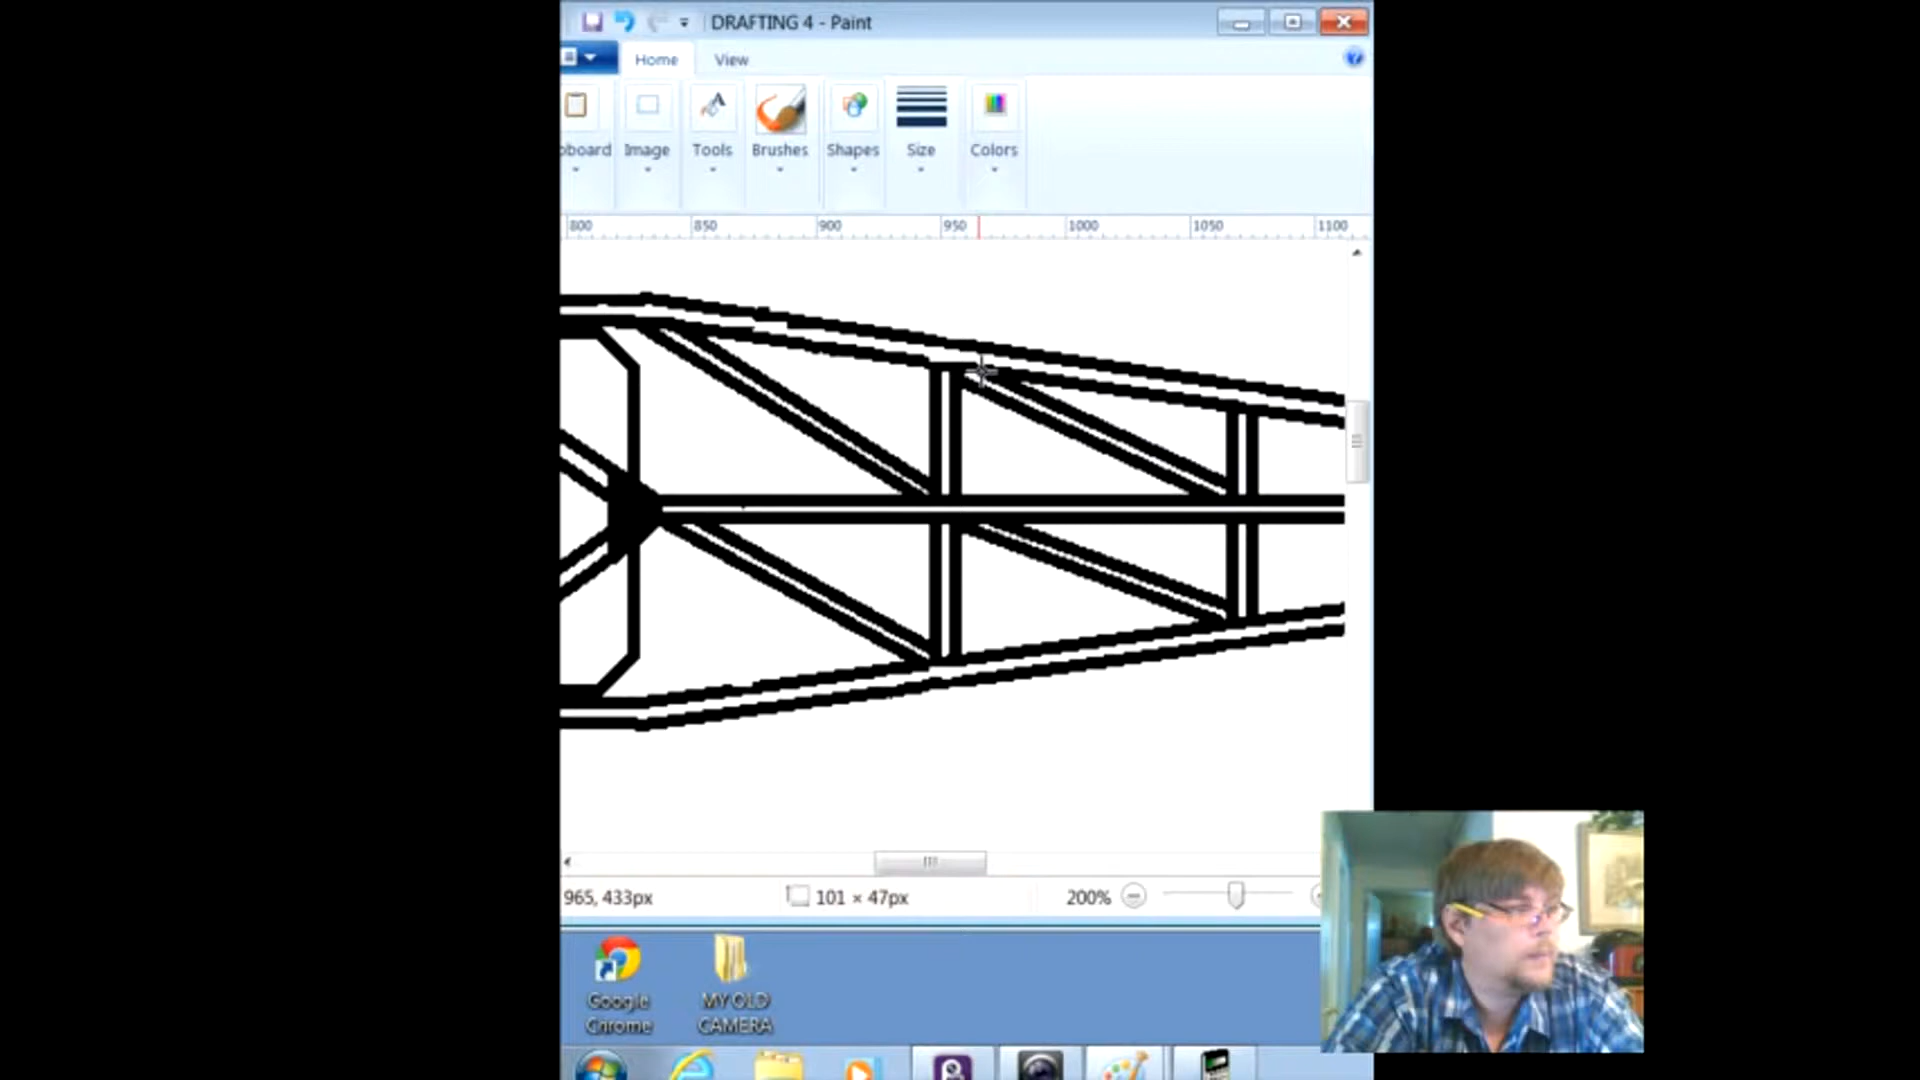 DRAFTING 4 - Paint
Home View
pboard Image Tools Brushes Shapes Size Colors
800 850 900 950 1000 1050 1100
965, 433px 101 × 47px 200%
Google Chrome
MY OLD CAMERA